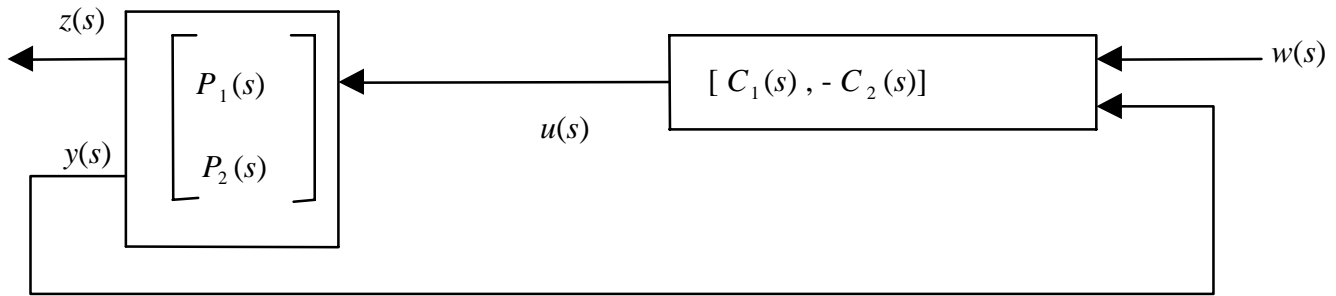 z(s)
w(s)
P₁(s)
[ C₁(s) , - C₂(s)]
u(s)
y(s)
P₂(s)